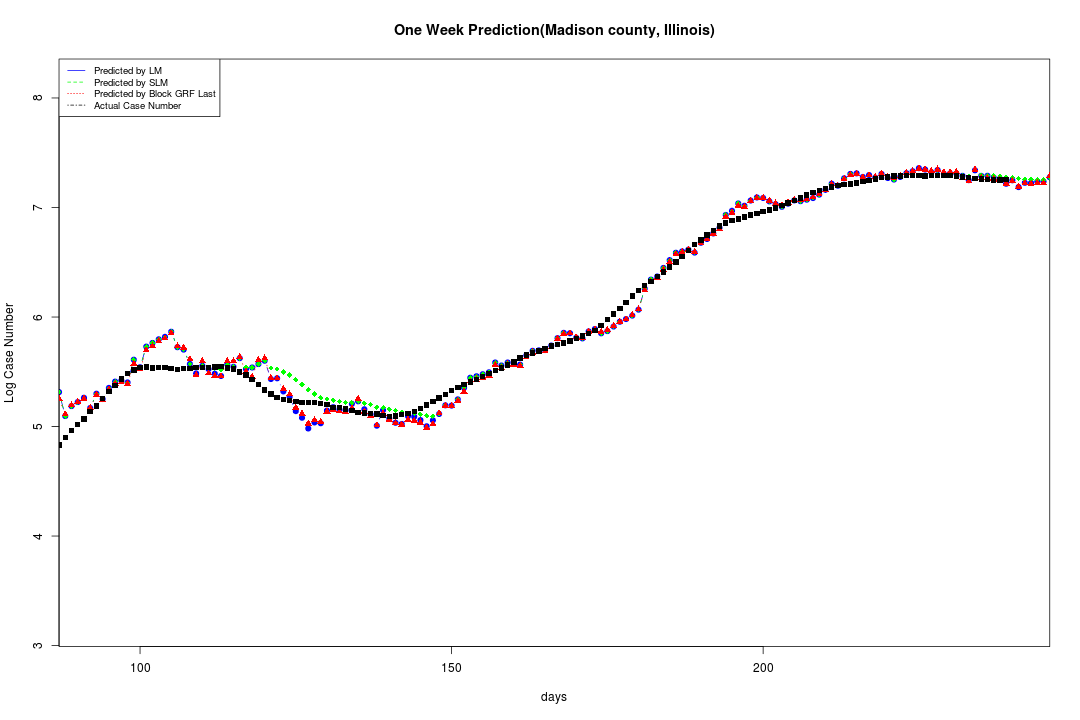 One Week Prediction(Madison county, Illinois)
Predicted by LM
Predicted by SLM
Predicted by Block GRF Last
Actual Case Number
8
7
6
5
4
3
Log Case Number
100 150 200
days